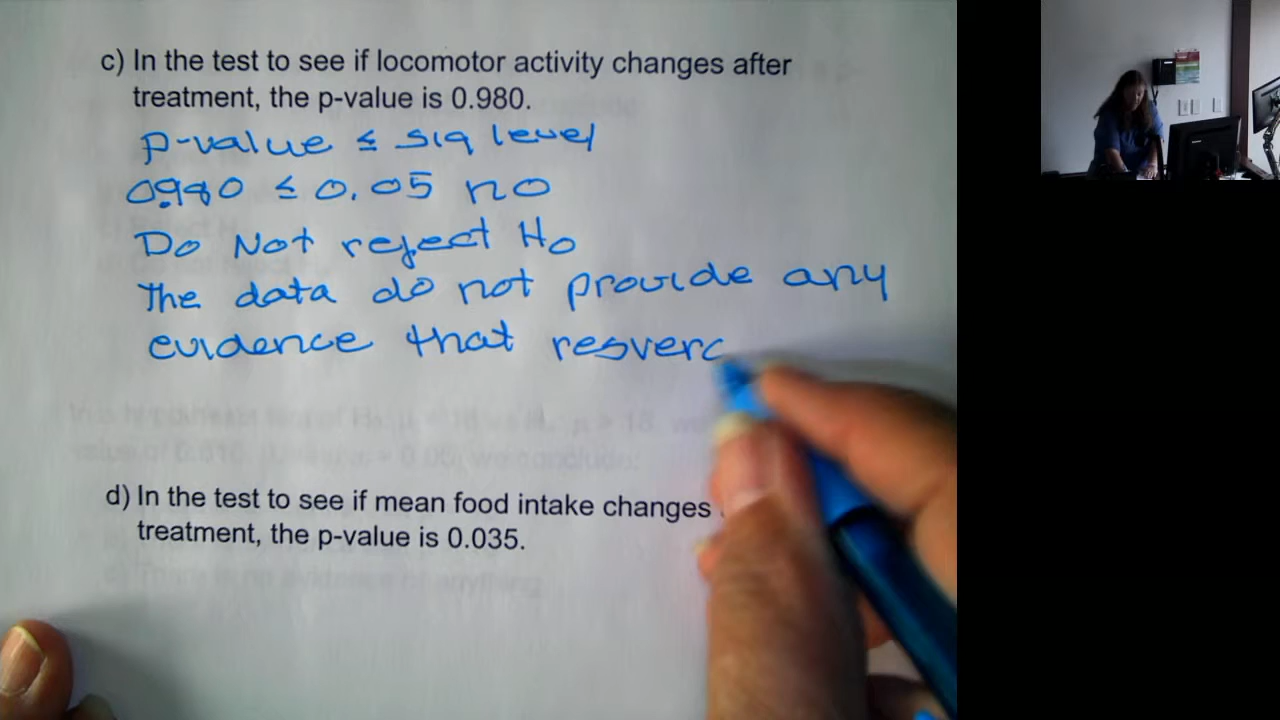 c) In the test to see if locomotor activity changes after
treatment, the p-value is 0.980.
p-value ≤ sig level
0.980 ≤ 0.05 no
Do Not reject H₀
The data do not provide any
evidence that resverc
d) In the test to see if mean food intake changes
treatment, the p-value is 0.035.